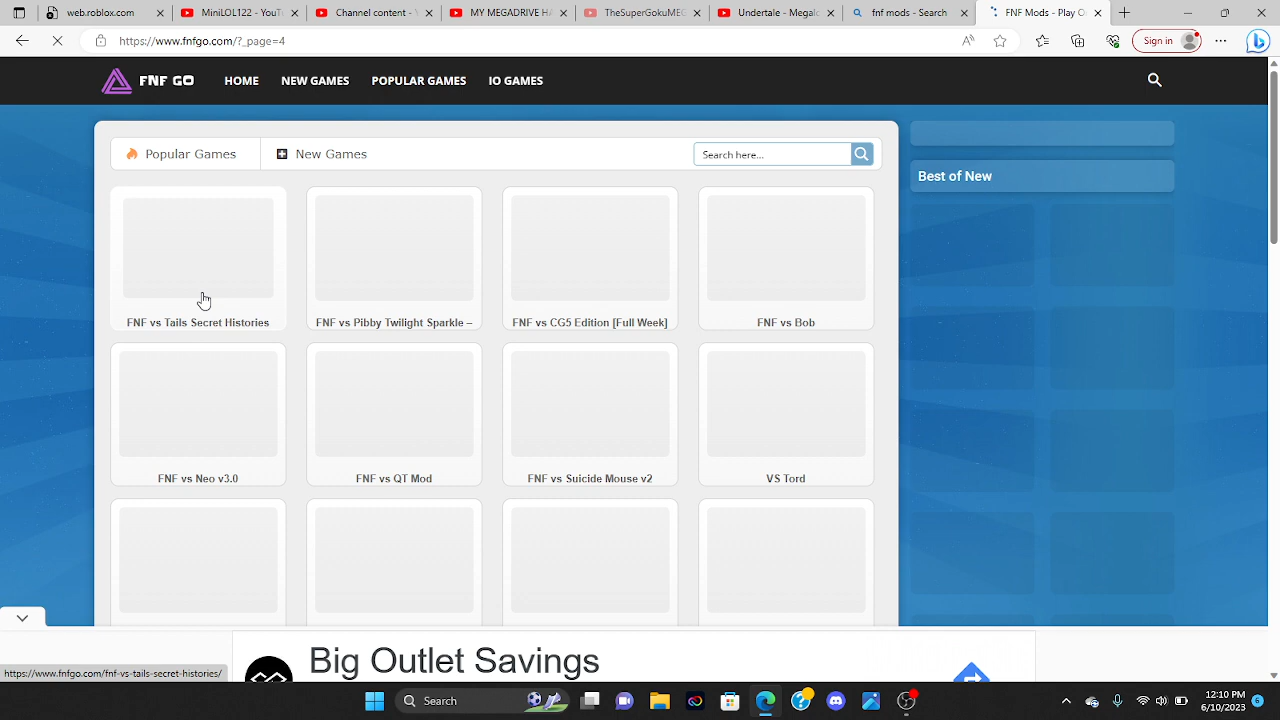 web.roblox.com
MiniLOL122 - YouT
Channel content -
MY MEGADRIVE HA
TheSuperGokuMEG
Undertale - Megalo
fnf mods - Search
FNF Mods - Play O
https://www.fnfgo.com/?_page=4
Sign in
FNF GO
HOME
NEW GAMES
POPULAR GAMES
IO GAMES
Popular Games
New Games
Search here...
Best of New
FNF vs Tails Secret Histories
FNF vs Pibby Twilight Sparkle –
FNF vs CG5 Edition [Full Week]
FNF vs Bob
FNF vs Neo v3.0
FNF vs QT Mod
FNF vs Suicide Mouse v2
VS Tord
Big Outlet Savings
https://www.fnfgo.com/fnf-vs-tails-secret-histories/
Search
12:10 PM
6/10/2023
6